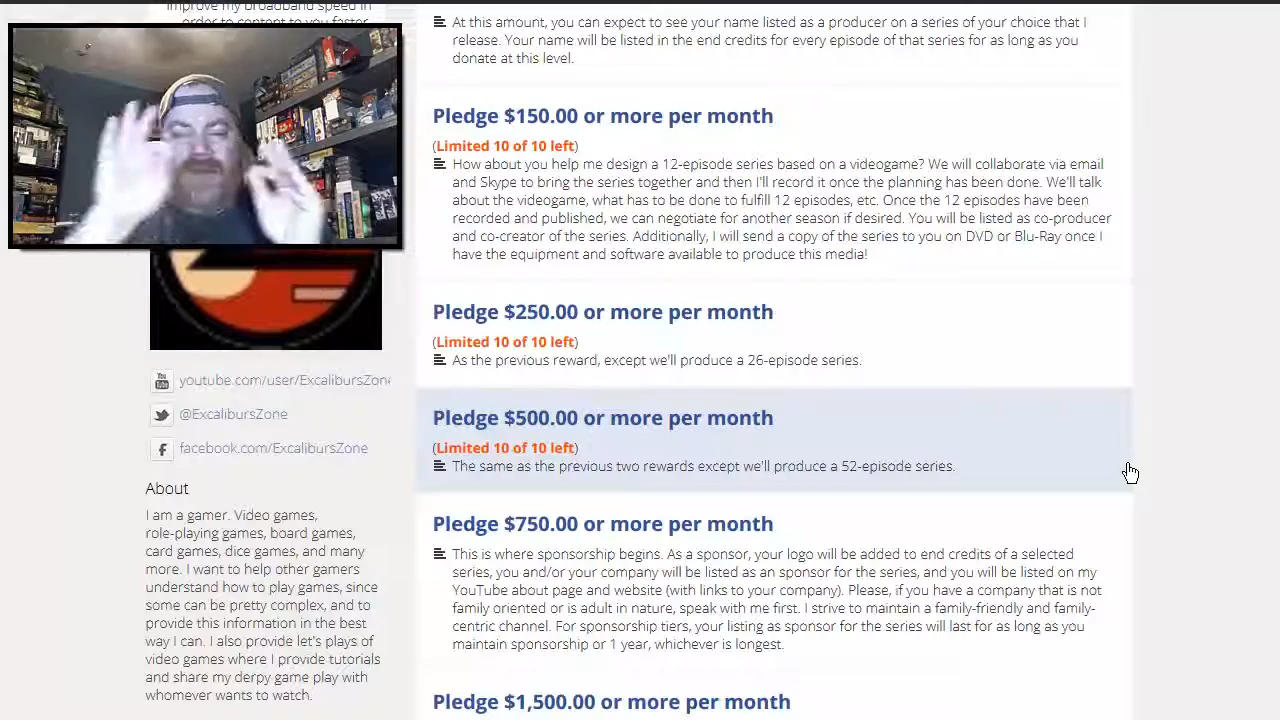 improve my broadband speed in
order to content to you faster
youtube.com/user/ExcalibursZone
@ExcalibursZone
facebook.com/ExcalibursZone
About
I am a gamer. Video games,
role-playing games, board games,
card games, dice games, and many
more. I want to help other gamers
understand how to play games, since
some can be pretty complex, and to
provide this information in the best
way I can. I also provide let's plays of
video games where I provide tutorials
and share my derpy game play with
whomever wants to watch.
At this amount, you can expect to see your name listed as a producer on a series of your choice that I
release. Your name will be listed in the end credits for every episode of that series for as long as you
donate at this level.
Pledge $150.00 or more per month
(Limited 10 of 10 left)
How about you help me design a 12-episode series based on a videogame? We will collaborate via email
and Skype to bring the series together and then I'll record it once the planning has been done. We'll talk
about the videogame, what has to be done to fulfill 12 episodes, etc. Once the 12 episodes have been
recorded and published, we can negotiate for another season if desired. You will be listed as co-producer
and co-creator of the series. Additionally, I will send a copy of the series to you on DVD or Blu-Ray once I
have the equipment and software available to produce this media!
Pledge $250.00 or more per month
(Limited 10 of 10 left)
As the previous reward, except we'll produce a 26-episode series.
Pledge $500.00 or more per month
(Limited 10 of 10 left)
The same as the previous two rewards except we'll produce a 52-episode series.
Pledge $750.00 or more per month
This is where sponsorship begins. As a sponsor, your logo will be added to end credits of a selected
series, you and/or your company will be listed as an sponsor for the series, and you will be listed on my
YouTube about page and website (with links to your company). Please, if you have a company that is not
family oriented or is adult in nature, speak with me first. I strive to maintain a family-friendly and family-
centric channel. For sponsorship tiers, your listing as sponsor for the series will last for as long as you
maintain sponsorship or 1 year, whichever is longest.
Pledge $1,500.00 or more per month